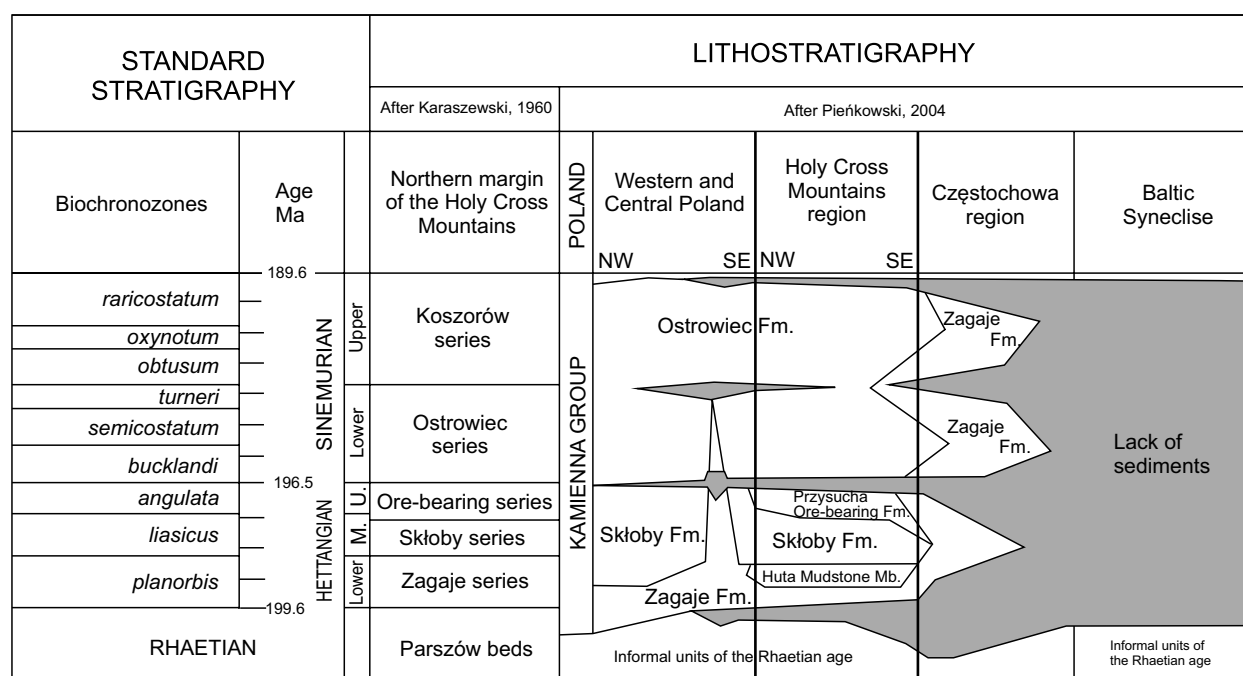 STANDARD
STRATIGRAPHY
LITHOSTRATIGRAPHY
After Karaszewski, 1960
After Pieńkowski, 2004
Biochronozones
Age
Ma
Northern margin
of the Holy Cross
Mountains
POLAND
Western and
Central Poland
NW
SE
Holy Cross
Mountains
region
NW
SE
Częstochowa
region
Baltic
Syneclise
189.6
raricostatum
oxynotum
obtusum
turneri
semicostatum
bucklandi
196.5
angulata
liasicus
planorbis
199.6
RHAETIAN
SINEMURIAN
HETTANGIAN
Upper
Lower
U.
M.
Lower
Koszorów
series
Ostrowiec
series
Ore-bearing series
Skłoby series
Zagaje series
Parszów beds
KAMIENNA GROUP
Ostrowiec Fm.
Zagaje
Fm.
Zagaje
Fm.
Lack of
sediments
Przysucha
Ore-bearing Fm.
Skłoby Fm.
Skłoby Fm.
Huta Mudstone Mb.
Zagaje Fm.
Informal units of the Rhaetian age
Informal units
of the Rhaetian age